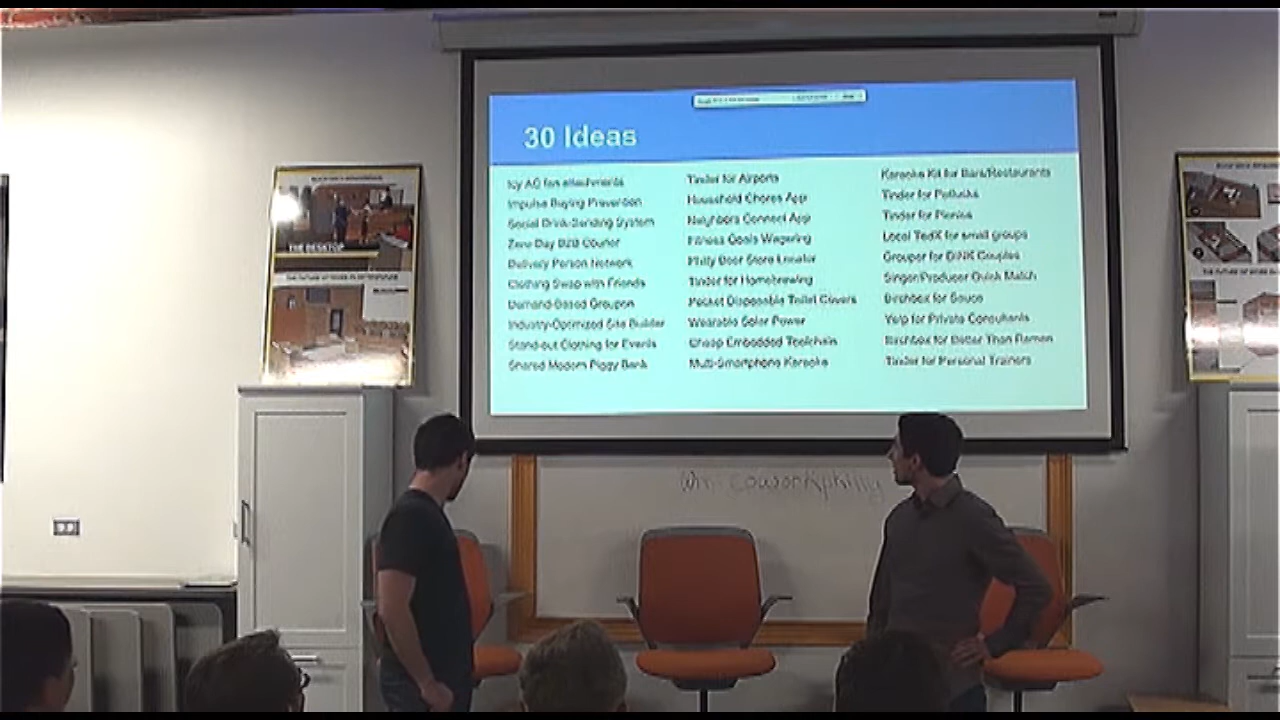 30 Ideas
Icy AC fan attachments
Impulse Buying Prevention
Social Drink-Sending System
Zero Day B2B Courier
Delivery Person Network
Clothing Swap with Friends
Demand-Based Groupon
Industry-Optimized Site Builder
Standout Clothing for Events
Shared Modern Piggy Bank
Tinder for Airports
Household Chores App
Neighbors Connect App
Fitness Goals Wagering
Philly Beer Store Locator
Tinder for Homebrewing
Pocket Disposable Toilet Covers
Wearable Solar Power
Cheap Embedded Toolchain
Multi-Smartphone Karaoke
Karaoke Kit for Bars/Restaurants
Tinder for Potlucks
Tinder for Picnics
Local TedX for small groups
Grouper for DINK Couples
Singer/Producer Quick Match
Birchbox for Sauce
Yelp for Private Consultants
Birchbox for Better Than Ramen
Tinder for Personal Trainers
THE DESKTOP
coworkphilly